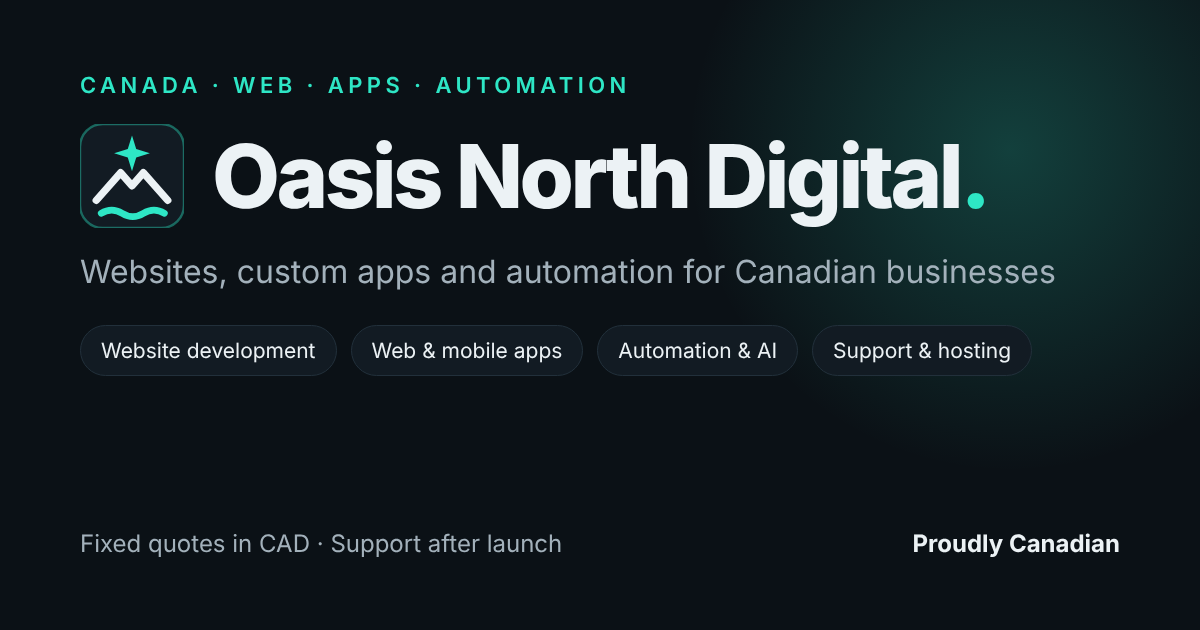 CANADA · WEB · APPS · AUTOMATION
Oasis North Digital.
Websites, custom apps and automation for Canadian businesses
Website development Web & mobile apps Automation & AI Support & hosting
Fixed quotes in CAD · Support after launch Proudly Canadian